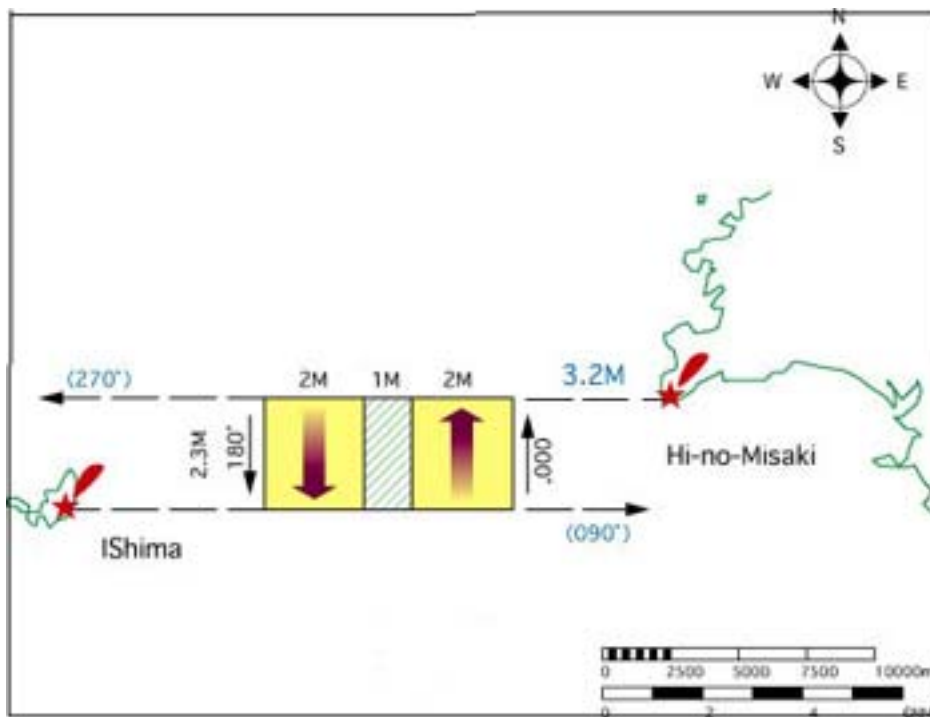 N
W E
S
(270°) 2M 1M 2M 3.2M
2.3M
180°
000°
Hi-no-Misaki
(090°)
IShima
0 2500 5000 7500 10000m
0 2 4